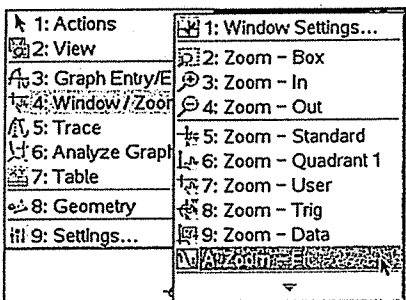 1: Actions
2: View
3: Graph Entry/E
4: Window / Zoor
5: Trace
6: Analyze Graph
7: Table
8: Geometry
9: Settings...
1: Window Settings...
2: Zoom – Box
3: Zoom – In
4: Zoom – Out
5: Zoom – Standard
6: Zoom – Quadrant 1
7: Zoom – User
8: Zoom – Trig
9: Zoom – Data
A: Zoom –